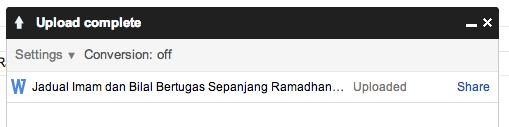 Upload complete
Settings Conversion: off
W Jadual Imam dan Bilal Bertugas Sepanjang Ramadhan... Uploaded Share